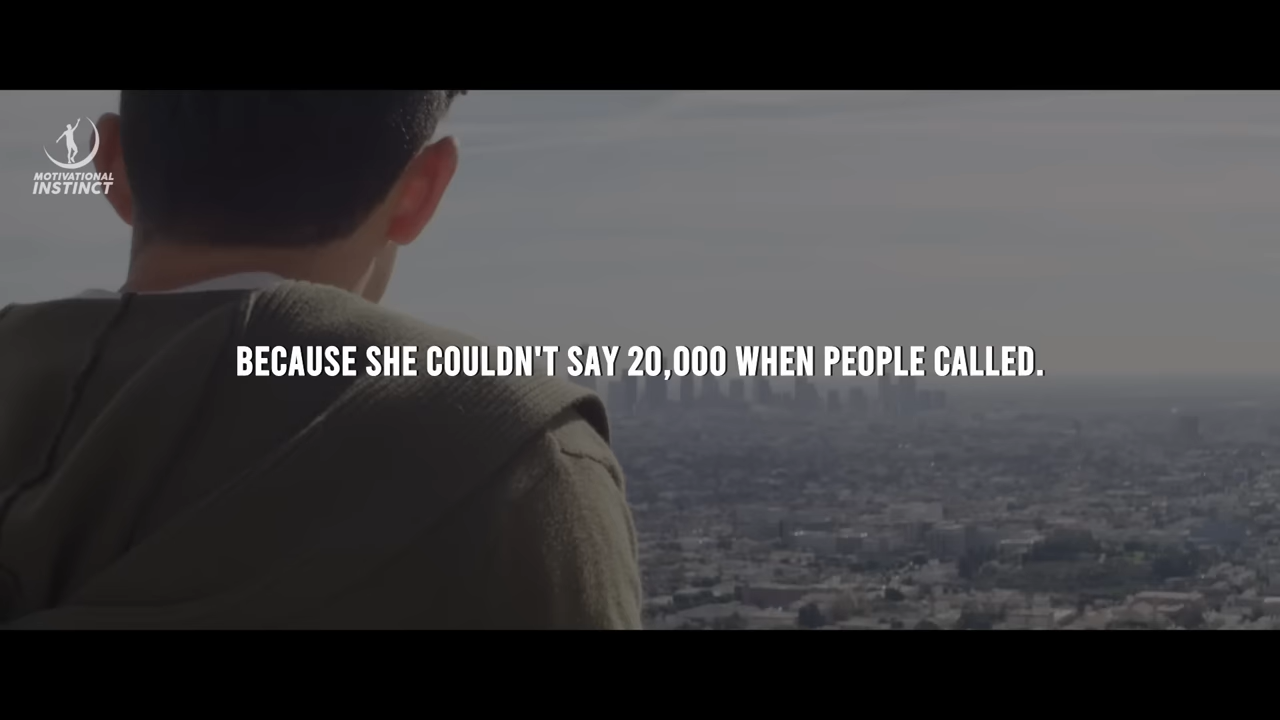 MOTIVATIONAL
INSTINCT
BECAUSE SHE COULDN'T SAY 20,000 WHEN PEOPLE CALLED.